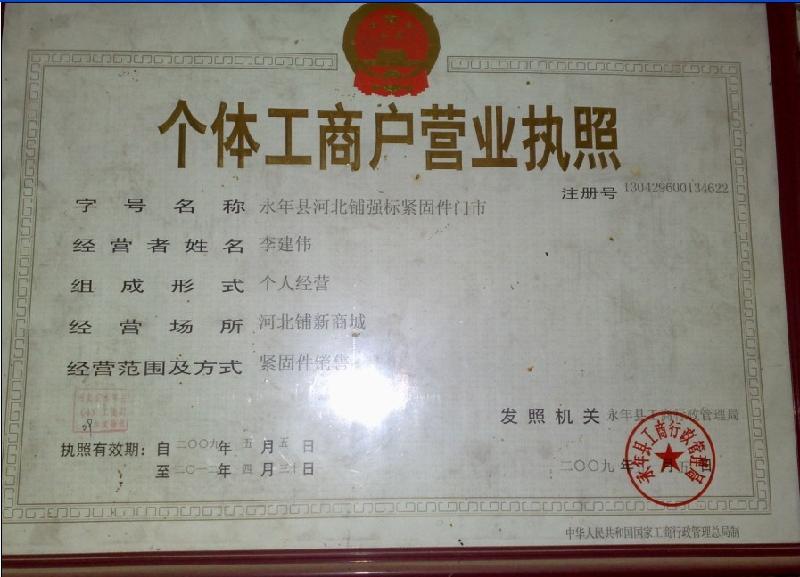 个体工商户营业执照
注册号 130429600134622
字号名称 永年县河北铺强标紧固件门市
经营者姓名 李建伟
组成形式 个人经营
经营场所 河北铺新商城
经营范围及方式 紧固件销售
发照机关 永年县工商行政管理局
执照有效期：自二〇〇九年五月五日
至二〇一二年四月三十日
二〇〇九年 月五日
永年县工商行政管理局
中华人民共和国国家工商行政管理总局制